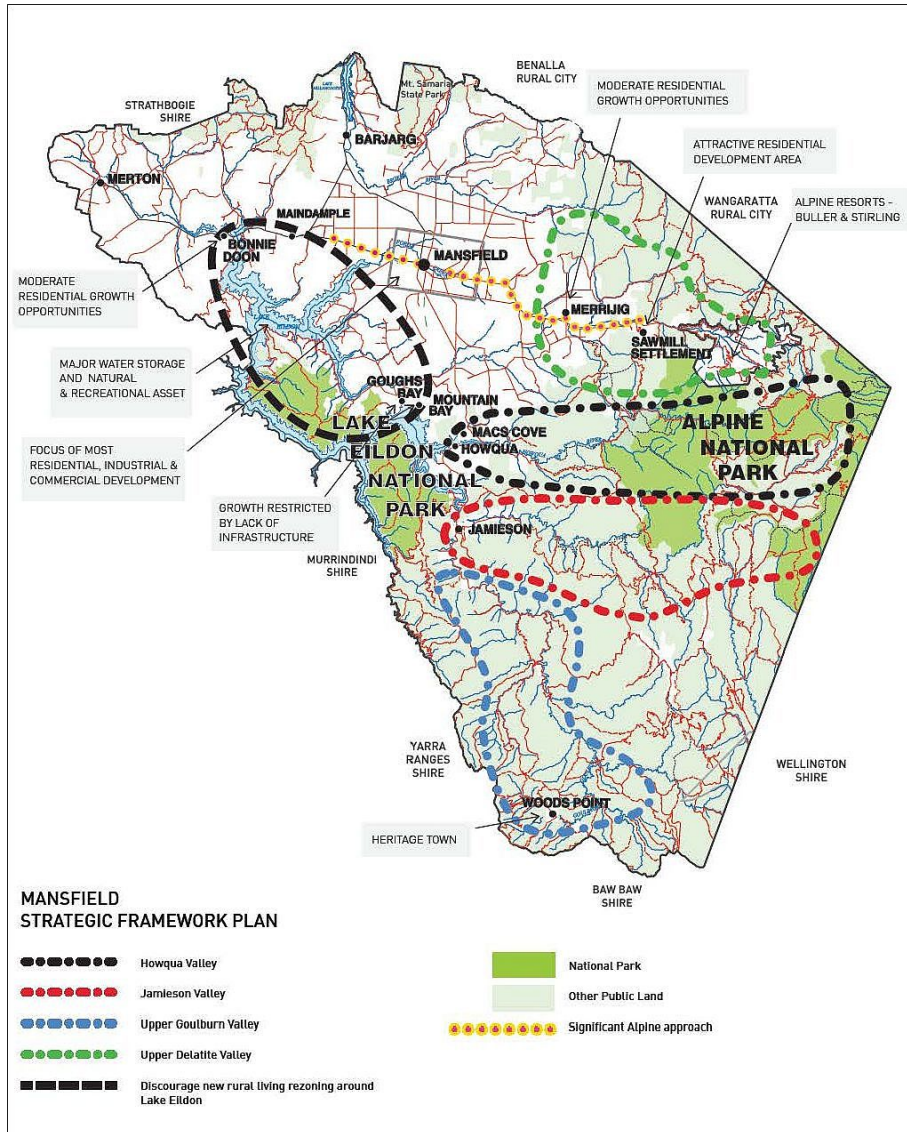 BENALLA
RURAL CITY
MODERATE RESIDENTIAL
GROWTH OPPORTUNITIES
STRATHBOGIE
SHIRE
Mt. Samaria
State Park
BARJARG
ATTRACTIVE RESIDENTIAL
DEVELOPMENT AREA
MERTON
WANGARATTA
RURAL CITY
ALPINE RESORTS -
BULLER & STIRLING
MAINDAMPLE
BONNIE
DOON
MANSFIELD
MODERATE
RESIDENTIAL GROWTH
OPPORTUNITIES
MERRIJIG
LAKE
EILDON
SAWMILL
SETTLEMENT
MAJOR WATER STORAGE
AND NATURAL
& RECREATIONAL ASSET
GOUGHS
BAY
MOUNTAIN
BAY
FOCUS OF MOST
RESIDENTIAL, INDUSTRIAL &
COMMERCIAL DEVELOPMENT
LAKE
EILDON
NATIONAL
PARK
MACS COVE
HOWQUA
ALPINE
NATIONAL
PARK
GROWTH RESTRICTED
BY LACK OF
INFRASTRUCTURE
JAMIESON
MURRINDINDI
SHIRE
YARRA
RANGES
SHIRE
WELLINGTON
SHIRE
WOODS POINT
HERITAGE TOWN
BAW BAW
SHIRE
MANSFIELD
STRATEGIC FRAMEWORK PLAN
Howqua Valley
Jamieson Valley
Upper Goulburn Valley
Upper Delatite Valley
Discourage new rural living rezoning around
Lake Eildon
National Park
Other Public Land
Significant Alpine approach